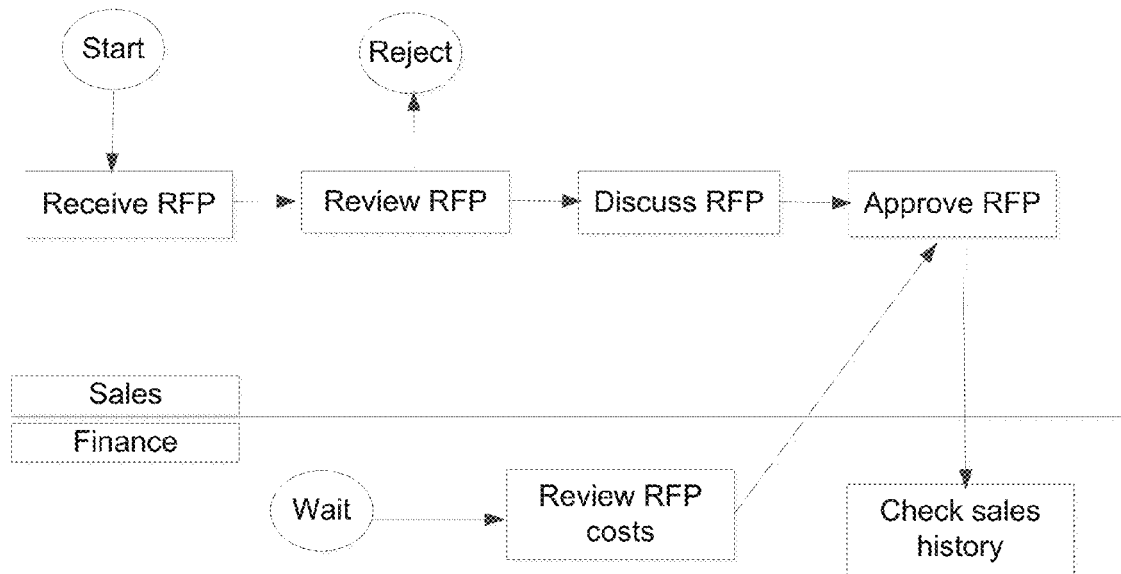 Start
Reject
Receive RFP
Review RFP
Discuss RFP
Approve RFP
Sales
Finance
Wait
Review RFP
costs
Check sales
history